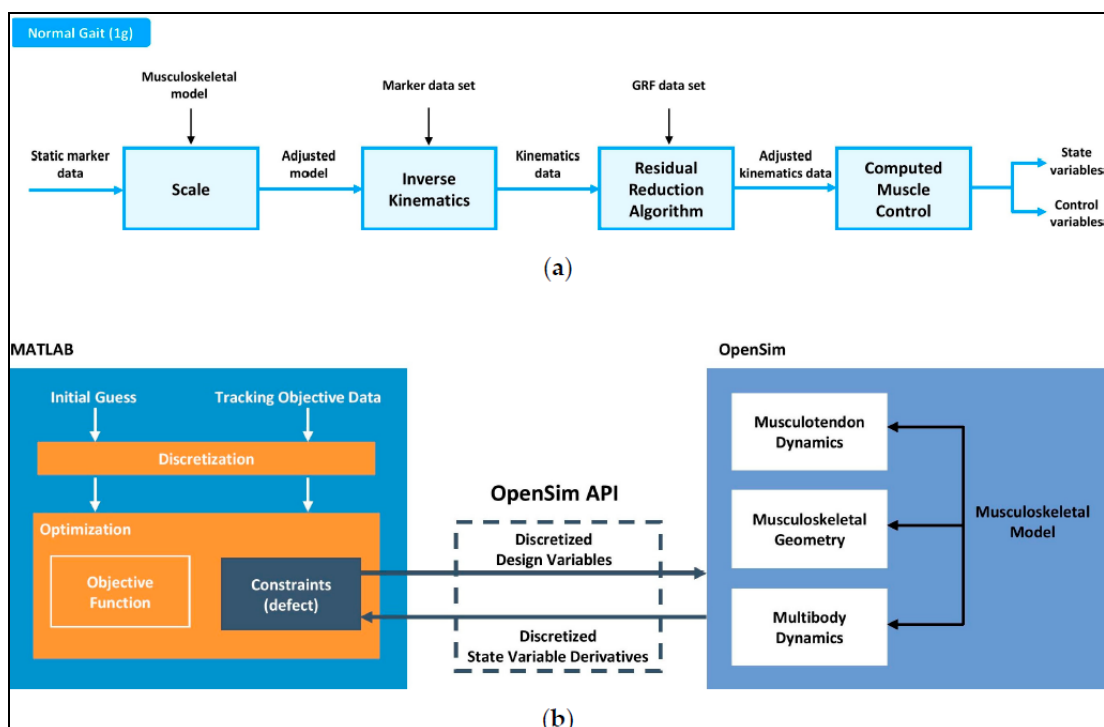 Normal Gait (1g)
Musculoskeletal
model
Marker data set
GRF data set
Static marker
data
Scale
Adjusted
model
Inverse
Kinematics
Kinematics
data
Residual
Reduction
Algorithm
Adjusted
kinematics data
Computed
Muscle
Control
State
variables
Control
variables
(a)
MATLAB
OpenSim
Initial Guess
Tracking Objective Data
Discretization
Optimization
Objective
Function
Constraints
(defect)
OpenSim API
Discretized
Design Variables
Discretized
State Variable Derivatives
Musculotendon
Dynamics
Musculoskeletal
Geometry
Multibody
Dynamics
Musculoskeletal
Model
(b)